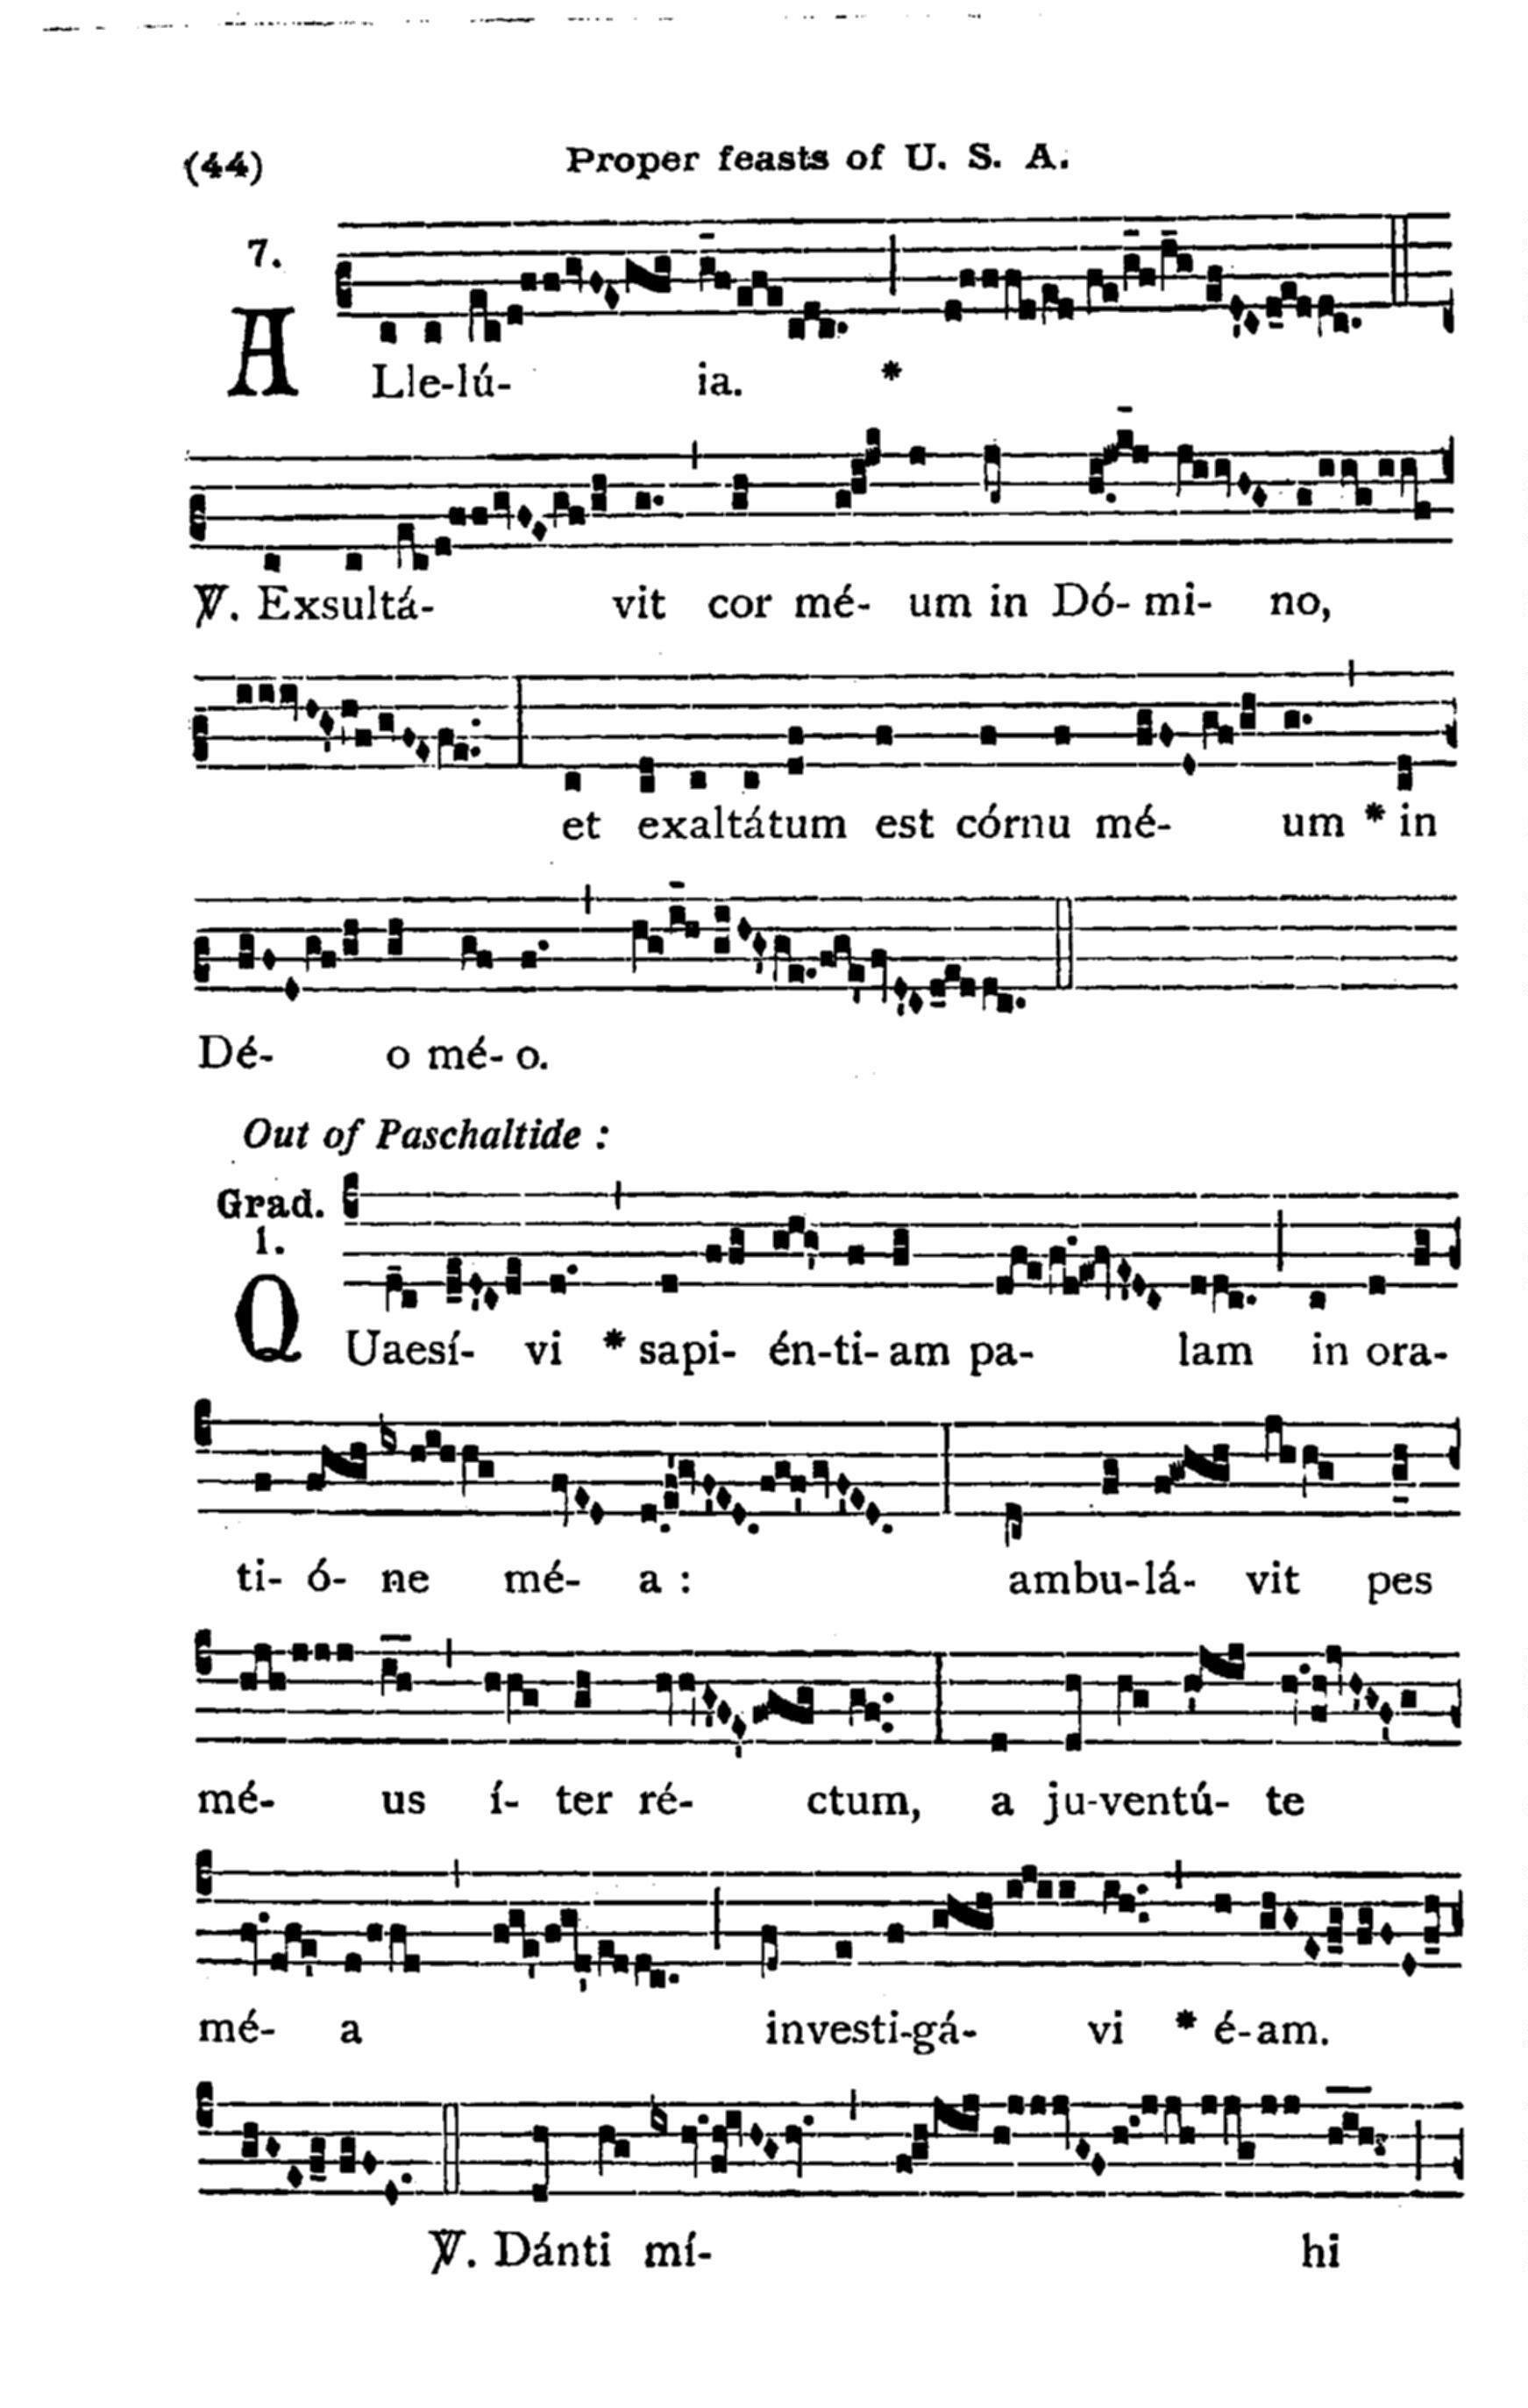 (44) Proper feasts of U. S. A.
7.
ALle-lú- ia. *
℣. Exsultá- vit cor mé- um in Dó- mi- no,
et exaltátum est córnu mé- um * in
Dé- o mé- o.
Out of Paschaltide :
Grad.
1.
QUaesí- vi * sapi- én-ti- am pa- lam in ora-
ti- ó- ne mé- a : ambu-lá- vit pes
mé- us í- ter ré- ctum, a ju-ventú- te
mé- a investi-gá- vi * é-am.
℣. Dánti mí- hi